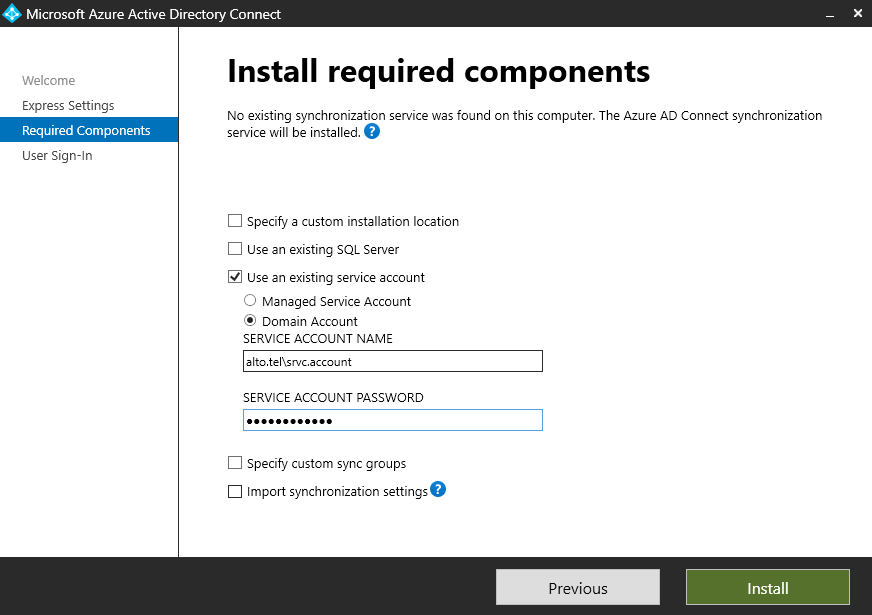 Microsoft Azure Active Directory Connect
Welcome
Express Settings
Required Components
User Sign-In
Install required components
No existing synchronization service was found on this computer. The Azure AD Connect synchronization
service will be installed. ?
Specify a custom installation location
Use an existing SQL Server
Use an existing service account
Managed Service Account
Domain Account
SERVICE ACCOUNT NAME
alto.tel\srvc.account
SERVICE ACCOUNT PASSWORD
●●●●●●●●●●●●
Specify custom sync groups
Import synchronization settings ?
Previous
Install